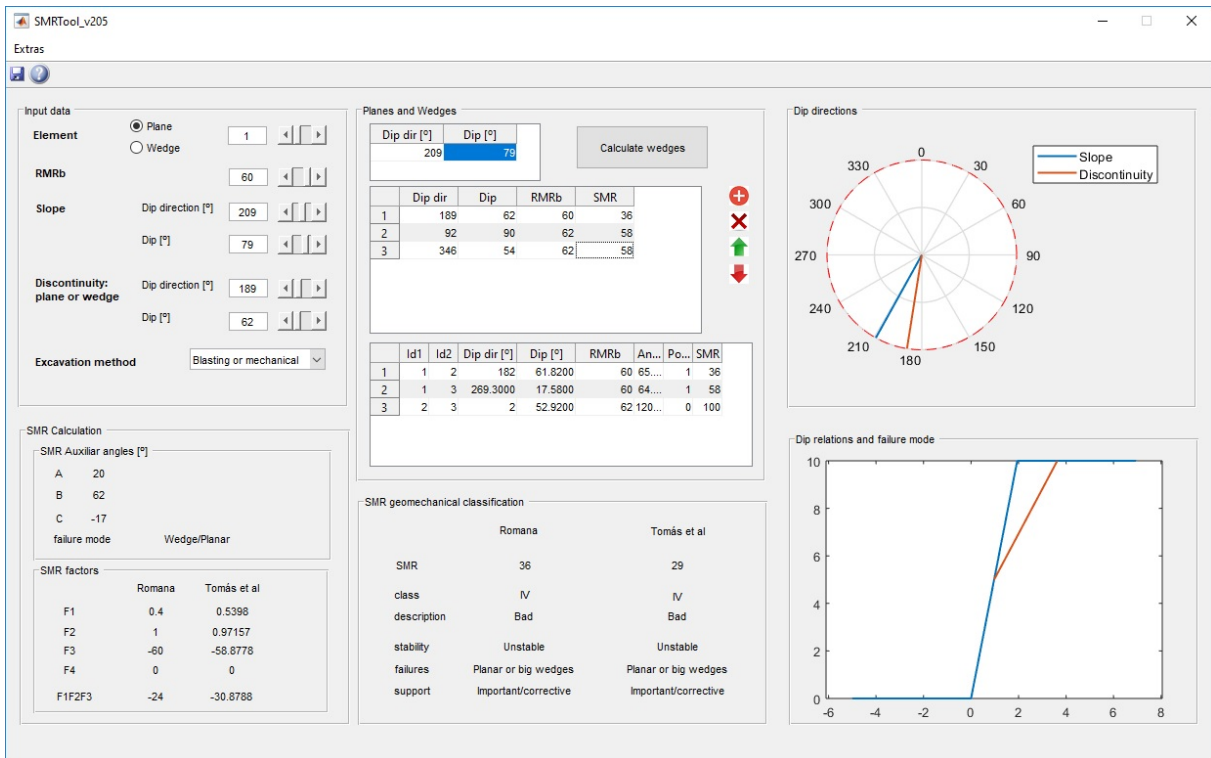 SMRTool_v205
Extras
Input data
Element
Plane
Wedge
1
RMRb
60
Slope
Dip direction [º]
209
Dip [º]
79
Discontinuity:
plane or wedge
Dip direction [º]
189
Dip [º]
62
Excavation method
Blasting or mechanical
SMR Calculation
SMR Auxiliar angles [º]
A 20
B 62
C -17
failure mode Wedge/Planar
SMR factors
Romana Tomás et al
F1 0.4 0.5398
F2 1 0.97157
F3 -60 -58.8778
F4 0 0
F1F2F3 -24 -30.8788
Planes and Wedges
Dip dir [º] Dip [º]
209 79
Calculate wedges
Dip dir Dip RMRb SMR
1 189 62 60 36
2 92 90 62 58
3 346 54 62 58
Id1 Id2 Dip dir [º] Dip [º] RMRb An... Po... SMR
1 1 2 182 61.8200 60 65.... 1 36
2 1 3 269.3000 17.5800 60 64.... 1 58
3 2 3 2 52.9200 62 120... 0 100
SMR geomechanical classification
Romana Tomás et al
SMR 36 29
class IV IV
description Bad Bad
stability Unstable Unstable
failures Planar or big wedges Planar or big wedges
support Important/corrective Important/corrective
Dip directions
0
30
60
90
120
150
180
210
240
270
300
330
Slope
Discontinuity
Dip relations and failure mode
10
8
6
4
2
0
-6 -4 -2 0 2 4 6 8